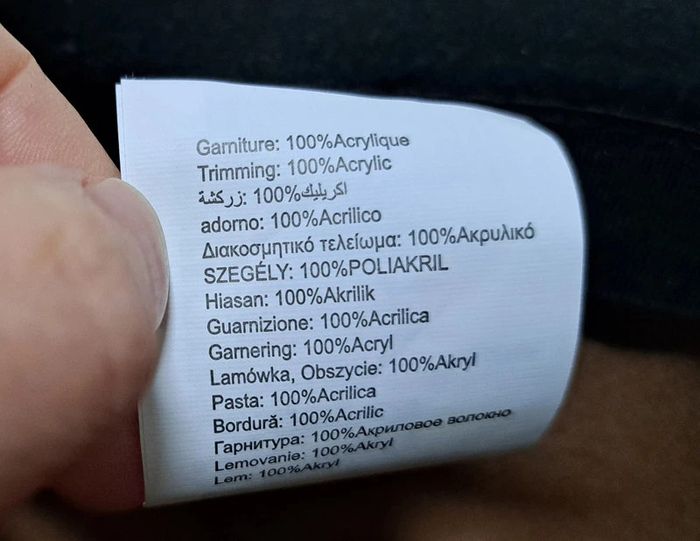 Garniture: 100%Acrylique
Trimming: 100%Acrylic
زركشة: 100%اكريليك
adorno: 100%Acrilico
Διακοσμητικό τελείωμα: 100%Ακρυλικό
SZEGÉLY: 100%POLIAKRIL
Hiasan: 100%Akrilik
Guarnizione: 100%Acrilica
Garnering: 100%Acryl
Lamówka, Obszycie: 100%Akryl
Pasta: 100%Acrilica
Bordură: 100%Acrilic
Гарнитура: 100%Акриловое волокно
Lemovanie: 100%Akryl
Lem: 100%Akryl